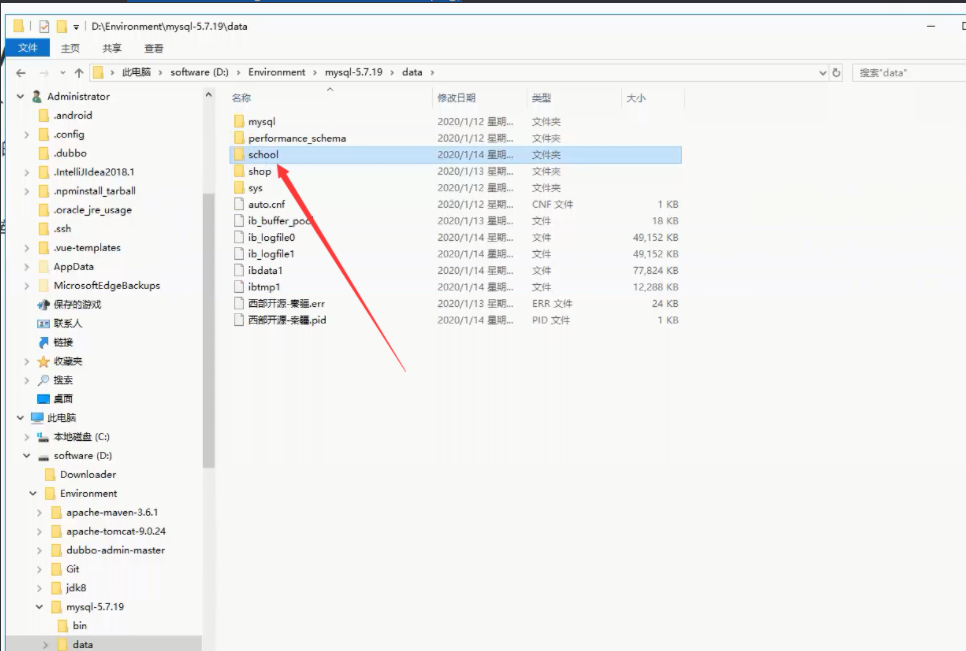 D:\Environment\mysql-5.7.19\data
文件 主页 共享 查看
此电脑 software (D:) Environment mysql-5.7.19 data 搜索"data"
Administrator
.android
.config
.dubbo
.IntelliJIdea2018.1
.npminstall_tarball
.oracle_jre_usage
.ssh
.vue-templates
AppData
MicrosoftEdgeBackups
保存的游戏
联系人
链接
收藏夹
搜索
桌面
此电脑
本地磁盘 (C:)
software (D:)
Downloader
Environment
apache-maven-3.6.1
apache-tomcat-9.0.24
dubbo-admin-master
Git
jdk8
mysql-5.7.19
bin
data
名称 修改日期 类型 大小
mysql 2020/1/12 星期... 文件夹
performance_schema 2020/1/12 星期... 文件夹
school 2020/1/14 星期... 文件夹
shop 2020/1/13 星期... 文件夹
sys 2020/1/12 星期... 文件夹
auto.cnf 2020/1/12 星期... CNF 文件 1 KB
ib_buffer_pool 2020/1/13 星期... 文件 18 KB
ib_logfile0 2020/1/14 星期... 文件 49,152 KB
ib_logfile1 2020/1/14 星期... 文件 49,152 KB
ibdata1 2020/1/14 星期... 文件 77,824 KB
ibtmp1 2020/1/14 星期... 文件 12,288 KB
西部开源-秦疆.err 2020/1/13 星期... ERR 文件 24 KB
西部开源-秦疆.pid 2020/1/14 星期... PID 文件 1 KB